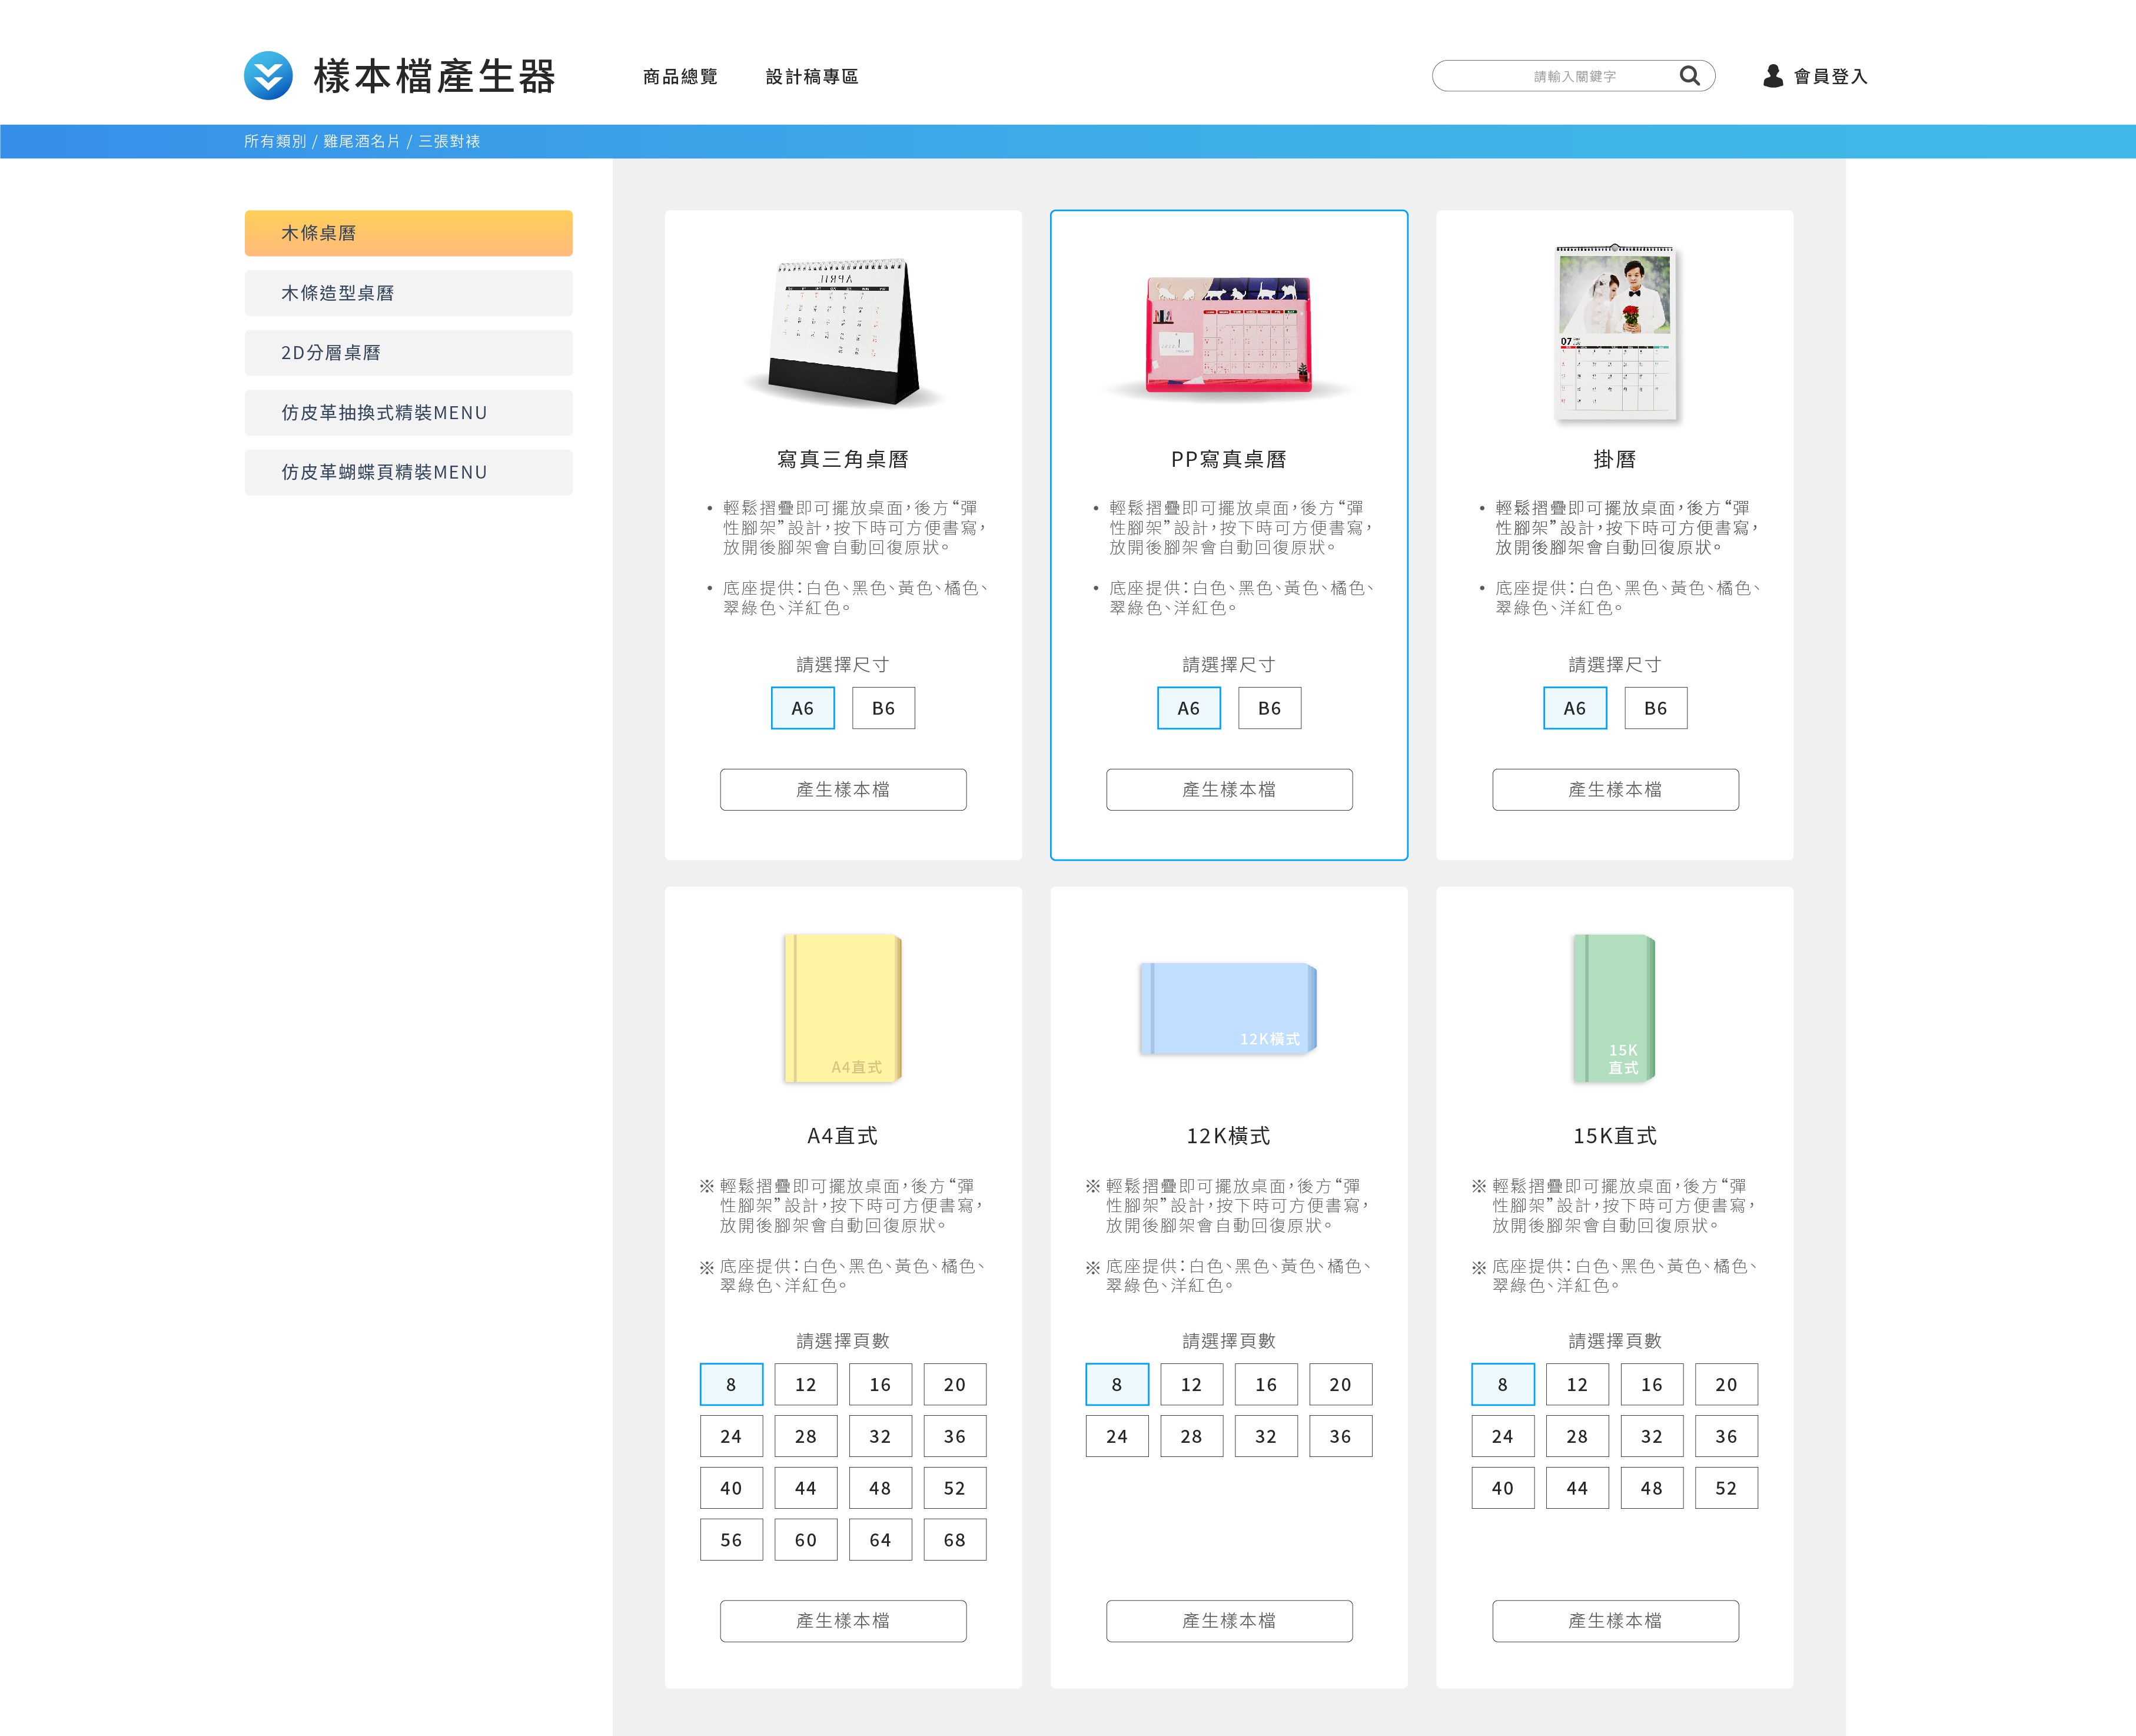 樣本檔產生器
商品總覽
設計稿專區
請輸入關鍵字
會員登入
所有類別 / 雞尾酒名片 / 三張對裱
木條桌曆
木條造型桌曆
2D分層桌曆
仿皮革抽換式精裝MENU
仿皮革蝴蝶頁精裝MENU
APRIL
寫真三角桌曆
• 輕鬆摺疊即可擺放桌面，後方“彈
性腳架”設計，按下時可方便書寫，
放開後腳架會自動回復原狀。
• 底座提供：白色、黑色、黃色、橘色、
翠綠色、洋紅色。
請選擇尺寸
A6
B6
產生樣本檔
PP寫真桌曆
• 輕鬆摺疊即可擺放桌面，後方“彈
性腳架”設計，按下時可方便書寫，
放開後腳架會自動回復原狀。
• 底座提供：白色、黑色、黃色、橘色、
翠綠色、洋紅色。
請選擇尺寸
A6
B6
產生樣本檔
07
掛曆
• 輕鬆摺疊即可擺放桌面，後方“彈
性腳架”設計，按下時可方便書寫，
放開後腳架會自動回復原狀。
• 底座提供：白色、黑色、黃色、橘色、
翠綠色、洋紅色。
請選擇尺寸
A6
B6
產生樣本檔
A4直式
A4直式
※ 輕鬆摺疊即可擺放桌面，後方“彈
性腳架”設計，按下時可方便書寫，
放開後腳架會自動回復原狀。
※ 底座提供：白色、黑色、黃色、橘色、
翠綠色、洋紅色。
請選擇頁數
8 12 16 20
24 28 32 36
40 44 48 52
56 60 64 68
產生樣本檔
12K橫式
12K橫式
※ 輕鬆摺疊即可擺放桌面，後方“彈
性腳架”設計，按下時可方便書寫，
放開後腳架會自動回復原狀。
※ 底座提供：白色、黑色、黃色、橘色、
翠綠色、洋紅色。
請選擇頁數
8 12 16 20
24 28 32 36
產生樣本檔
15K
直式
15K直式
※ 輕鬆摺疊即可擺放桌面，後方“彈
性腳架”設計，按下時可方便書寫，
放開後腳架會自動回復原狀。
※ 底座提供：白色、黑色、黃色、橘色、
翠綠色、洋紅色。
請選擇頁數
8 12 16 20
24 28 32 36
40 44 48 52
產生樣本檔